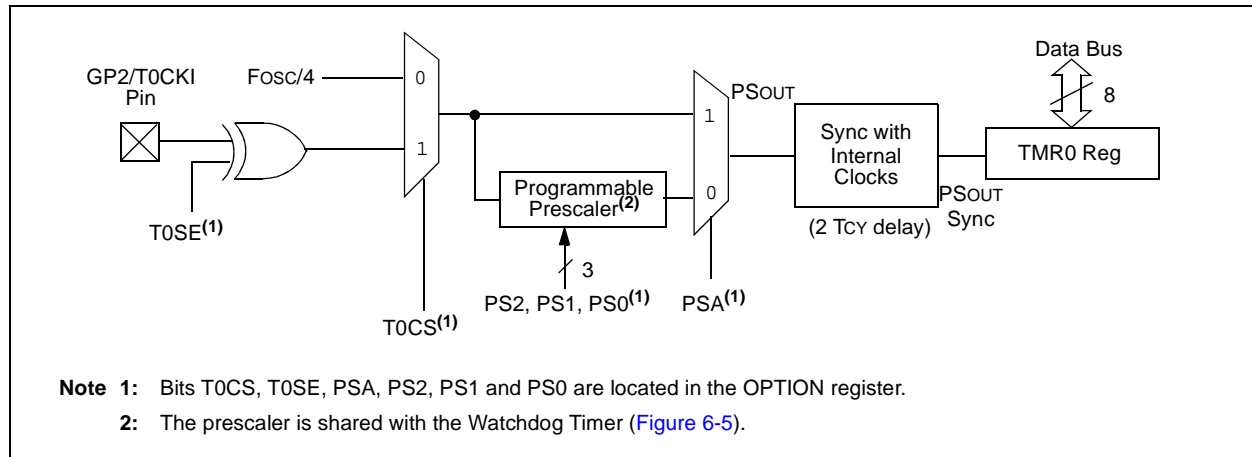 Data Bus
GP2/T0CKI
Pin
FOSC/4
0
PSOUT
8
1
1
Sync with
Internal
Clocks
TMR0 Reg
Programmable
Prescaler(2)
0
T0SE(1)
PSOUT
Sync
(2 TCY delay)
3
PS2, PS1, PS0(1)
PSA(1)
T0CS(1)
Note 1: Bits T0CS, T0SE, PSA, PS2, PS1 and PS0 are located in the OPTION register.
2: The prescaler is shared with the Watchdog Timer (Figure 6-5).